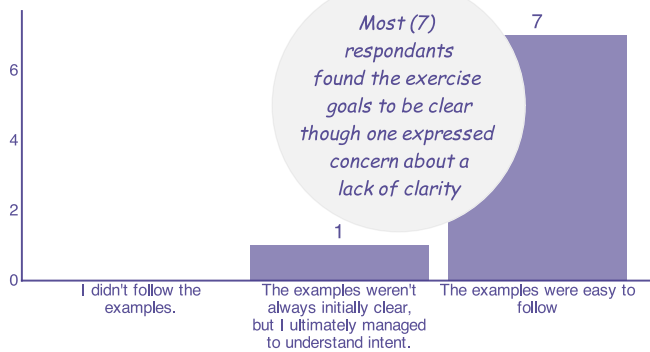 Most (7)
respondants
found the exercise
goals to be clear
though one expressed
concern about a
lack of clarity
7
6
4
2
1
0
I didn't follow the
examples.
The examples weren't
always initially clear,
but I ultimately managed
to understand intent.
The examples were easy to
follow